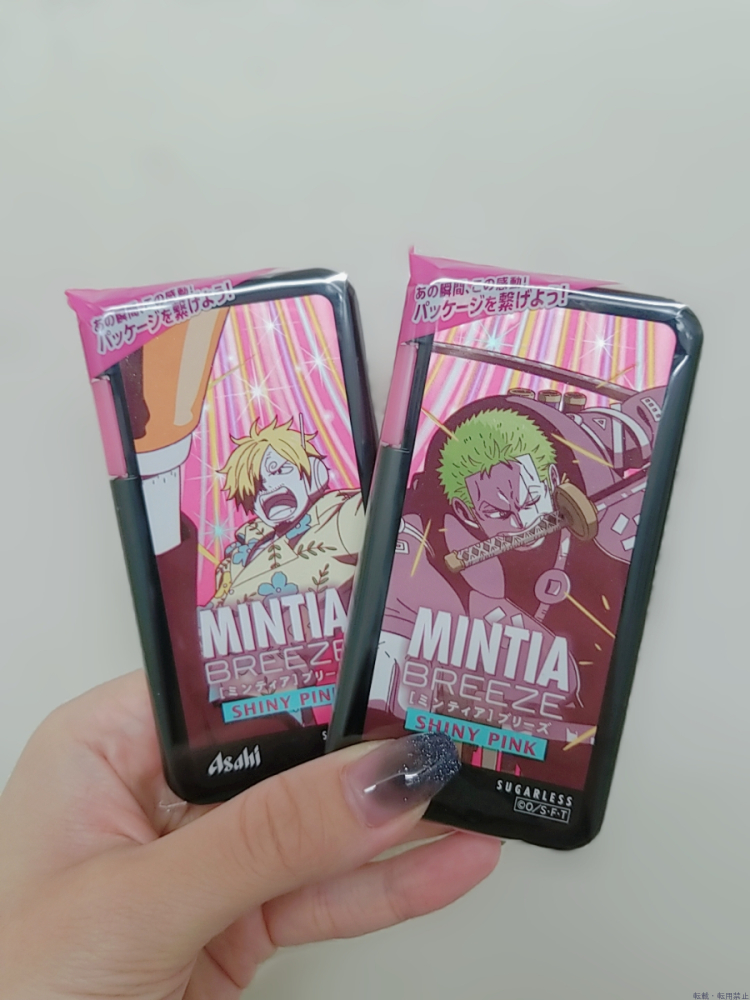 あの瞬間、この感動!
パッケージを繋げよう!
MINTIA
BREEZE
[ミンティア]ブリー
SHINY PIN
Asahi
S
あの瞬間、この感動!
パッケージを繋げよう!
MINTIA
BREEZE
[ミンティア]ブリーズ
SHINY PINK
SUGARLESS
©O/S・F・T
転載・転用禁止